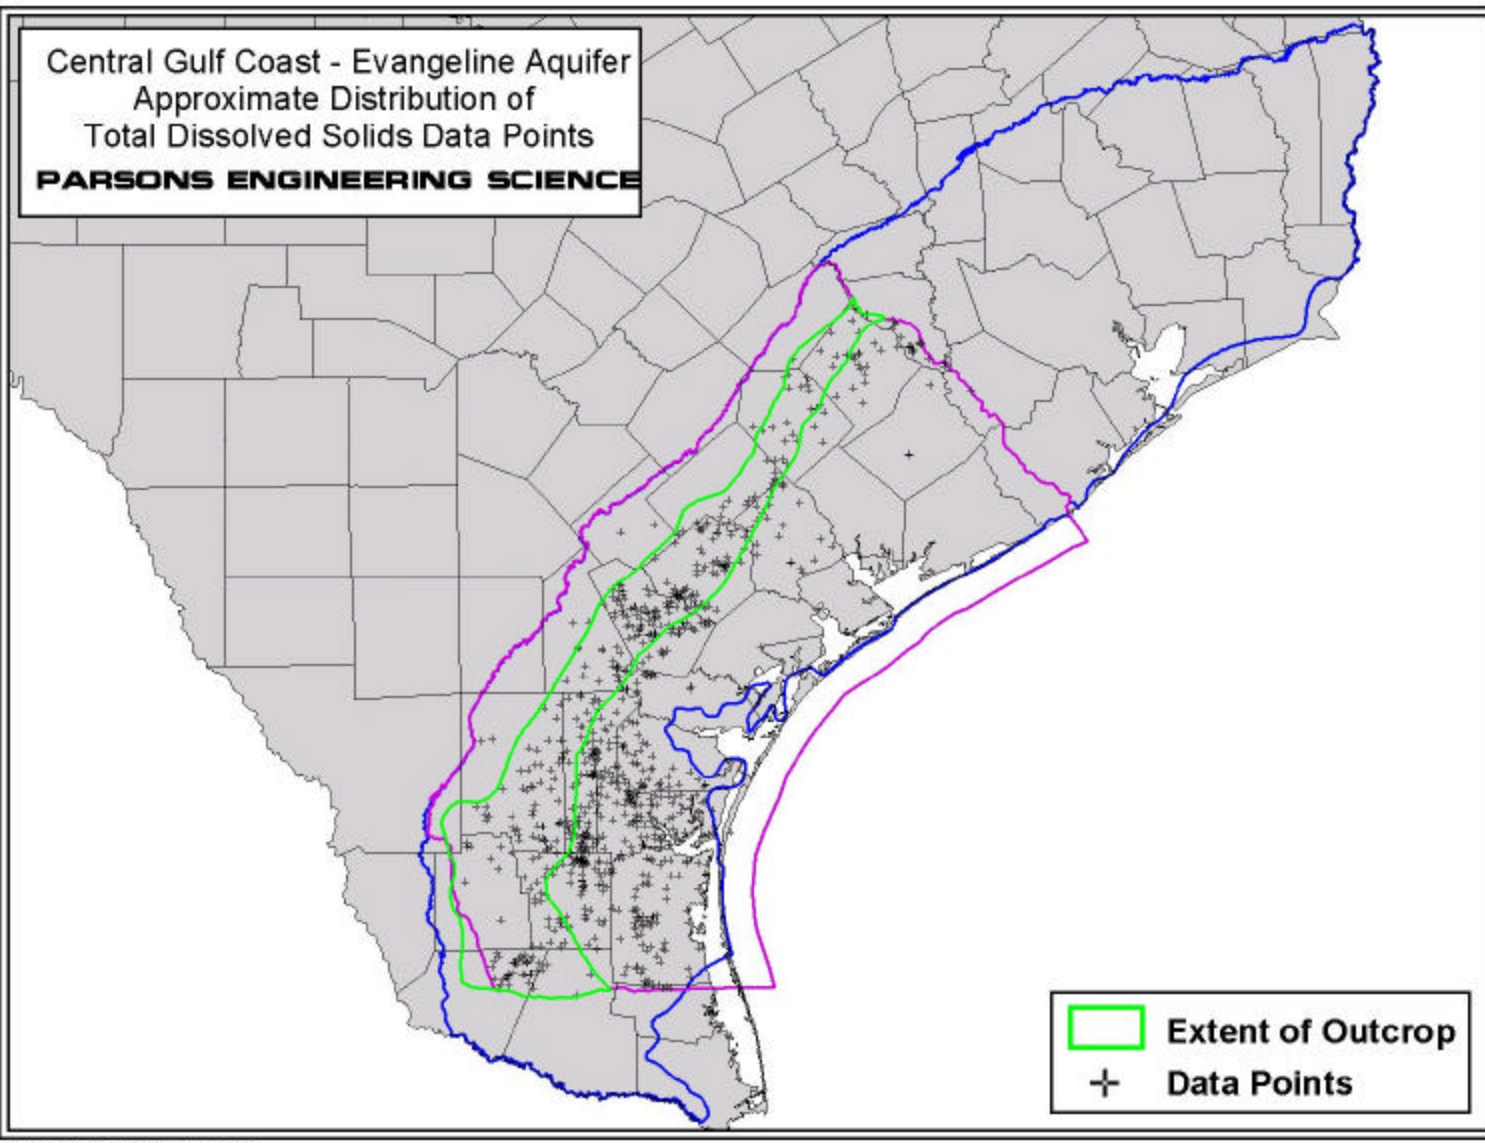 Central Gulf Coast - Evangeline Aquifer
Approximate Distribution of
Total Dissolved Solids Data Points
PARSONS ENGINEERING SCIENCE
Extent of Outcrop
Data Points